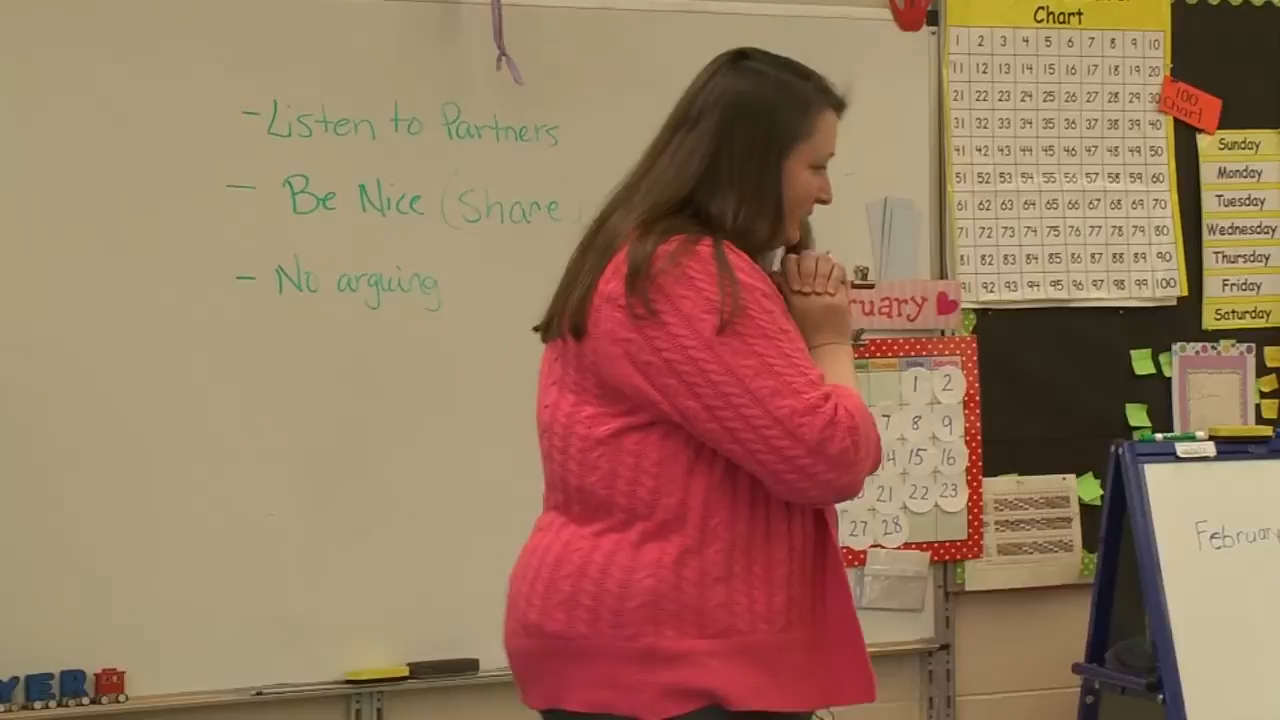 -Listen to Partners
- Be Nice (Share
- No arguing
Chart
1 2 3 4 5 6 7 8 9 10
11 12 13 14 15 16 17 18 19 20
21 22 23 24 25 26 27 28 29 30
31 32 33 34 35 36 37 38 39 40
41 42 43 44 45 46 47 48 49 50
51 52 53 54 55 56 57 58 59 60
61 62 63 64 65 66 67 68 69 70
71 72 73 74 75 76 77 78 79 80
81 82 83 84 85 86 87 88 89 90
91 92 93 94 95 96 97 98 99 100
100
Chart
Sunday
Monday
Tuesday
Wednesday
Thursday
Friday
Saturday
ruary
1 2
7 8 9
14 15 16
21 22 23
27 28
February
YER